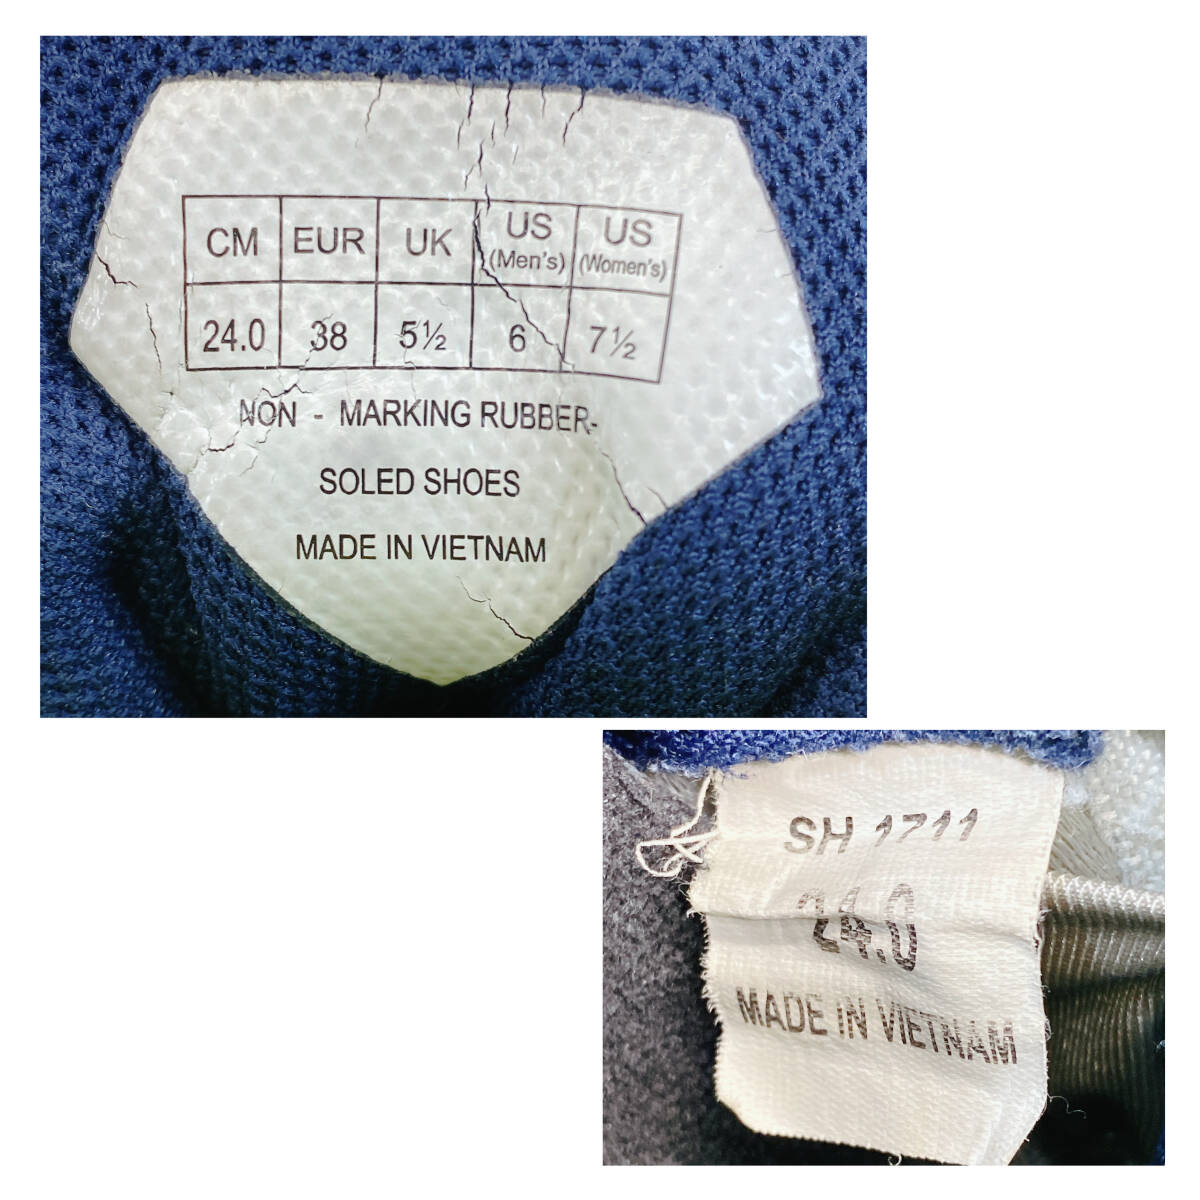 CM EUR UK US (Men's) US (Women's)
24.0 38 5½ 6 7½
NON - MARKING RUBBER-
SOLED SHOES
MADE IN VIETNAM
SH 1711
24.0
MADE IN VIETNAM